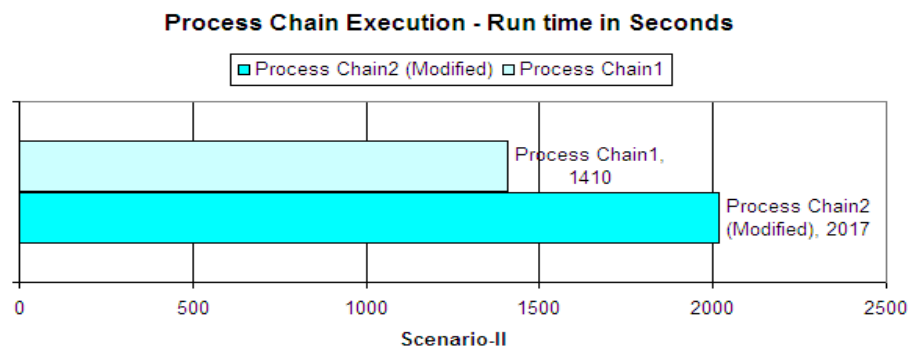 Process Chain Execution - Run time in Seconds
Process Chain2 (Modified) Process Chain1
Process Chain1,
1410
Process Chain2
(Modified), 2017
0 500 1000 1500 2000 2500
Scenario-II